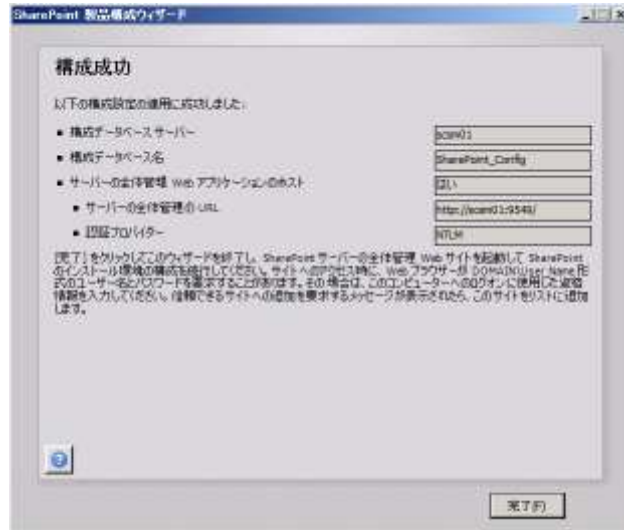 SharePoint 製品構成ウィザード
構成成功
以下の構成設定の適用に成功しました:
構成データベース サーバー
ecam01
構成データベース名
SharePoint_Config
サーバーの全体管理 Web アプリケーションのホスト
はい
サーバーの全体管理の URL
http://ecam01:9549/
認証プロバイダー
NTLM
[完了] をクリックしてこのウィザードを終了し、SharePoint サーバーの全体管理 Web サイトを起動して SharePoint
のインストール環境の構成を続行してください。サイトへのアクセス時に、Web ブラウザーが DOMAIN\User_Name 形
式のユーザー名とパスワードを要求することがあります。その場合は、このコンピューターへのログオンに使用した資格
情報を入力してください。信頼できるサイトへの追加を要求するメッセージが表示されたら、このサイトをリストに追加
します。
完了(F)